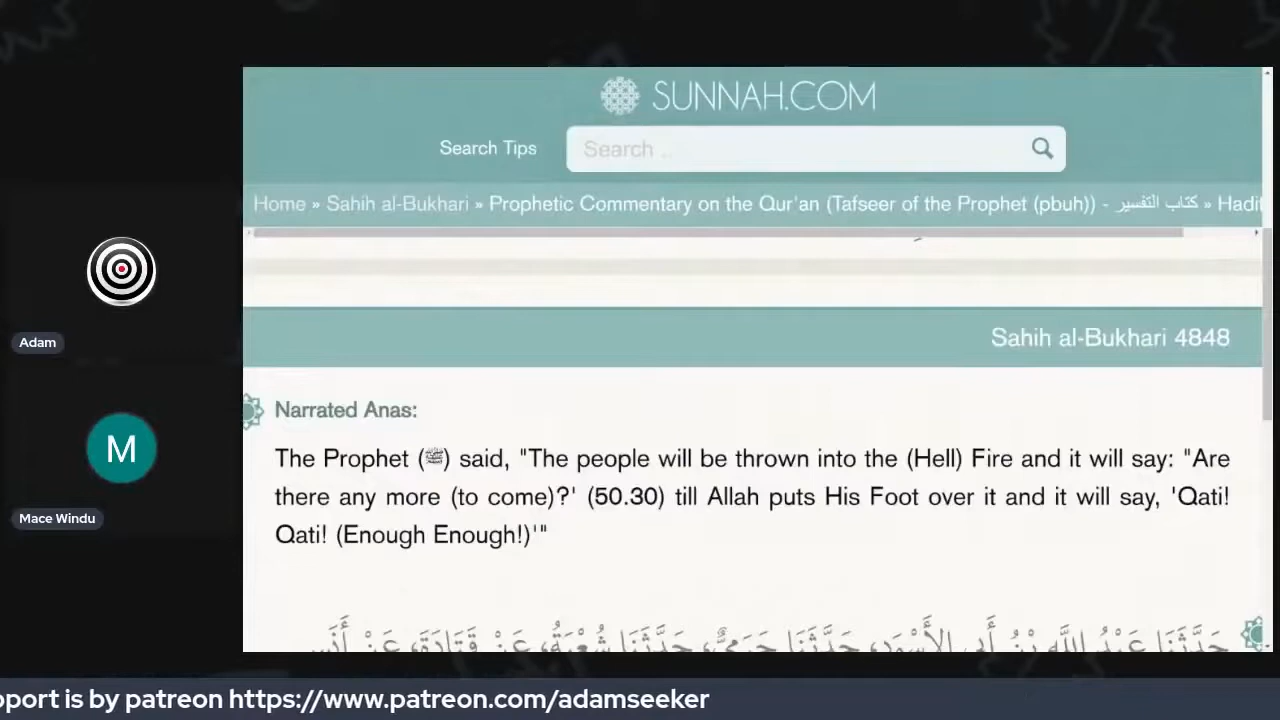 SUNNAH.COM
Search Tips
Search ...
Home » Sahih al-Bukhari » Prophetic Commentary on the Qur'an (Tafseer of the Prophet (pbuh)) - كتاب التفسير » Hadit
Adam
Sahih al-Bukhari 4848
Narrated Anas:
The Prophet (ﷺ) said, "The people will be thrown into the (Hell) Fire and it will say: "Are
there any more (to come)?' (50.30) till Allah puts His Foot over it and it will say, 'Qati!
Qati! (Enough Enough!)'"
M
Mace Windu
حَدَّثَنَا عَبْدُ اللَّهِ بْنُ أَبِي الأَسْوَدِ، حَدَّثَنَا حَرَمِيٌّ، حَدَّثَنَا شُعْبَةُ، عَنْ قَتَادَةَ، عَنْ أَنَسٍ
pport is by patreon https://www.patreon.com/adamseeker